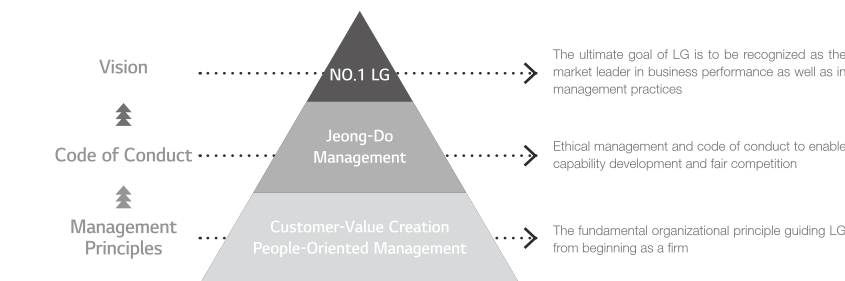 Vision
NO.1 LG
The ultimate goal of LG is to be recognized as the
market leader in business performance as well as in
management practices
Code of Conduct
Jeong-Do
Management
Ethical management and code of conduct to enable
capability development and fair competition
Management
Principles
Customer-Value Creation
People-Oriented Management
The fundamental organizational principle guiding LG
from beginning as a firm